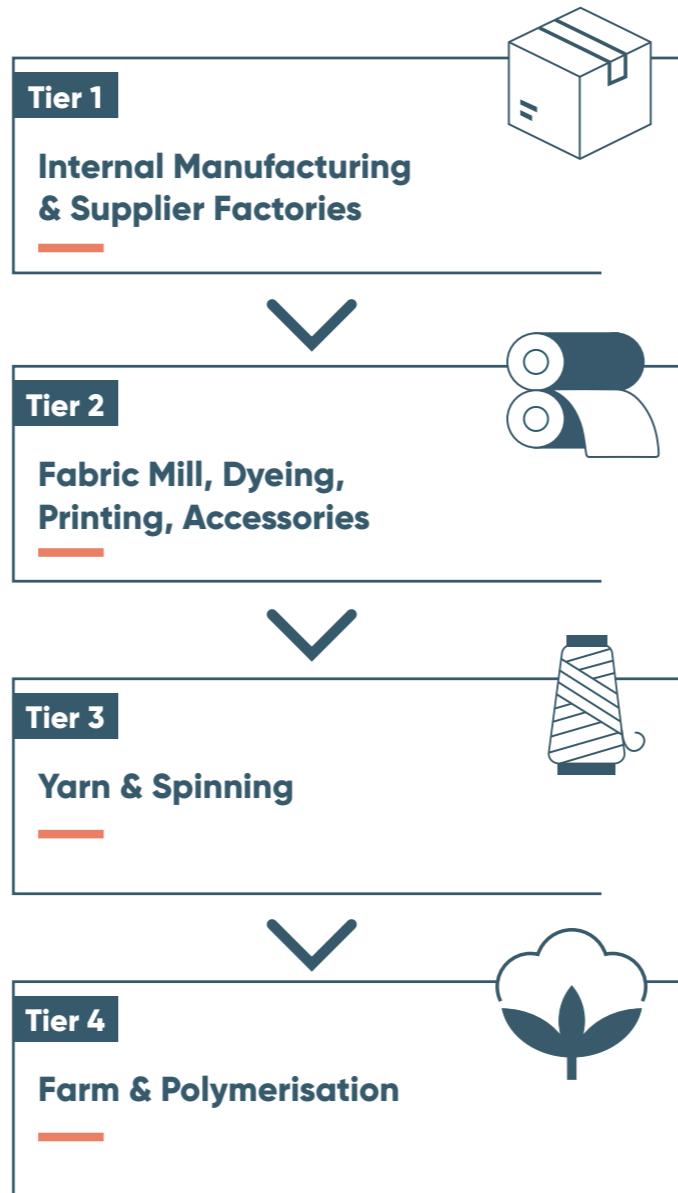 Tier 1
Internal Manufacturing
& Supplier Factories
Tier 2
Fabric Mill, Dyeing,
Printing, Accessories
Tier 3
Yarn & Spinning
Tier 4
Farm & Polymerisation